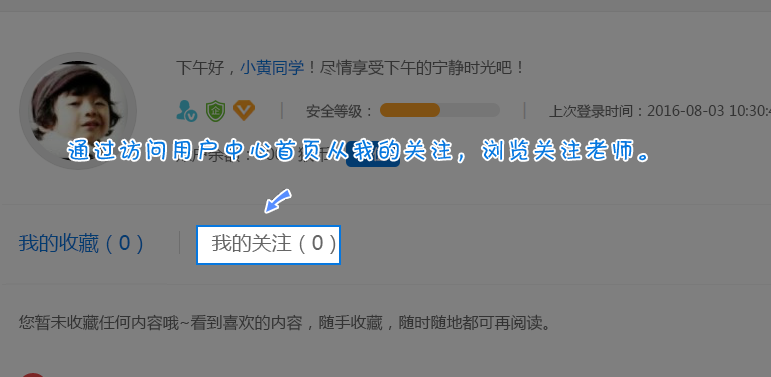 下午好，小黄同学！尽情享受下午的宁静时光吧！
安全等级：
上次登录时间：2016-08-03 10:30:4
通过访问用户中心首页从我的关注，浏览关注老师。
我的收藏（0）
我的关注（0）
您暂未收藏任何内容哦~看到喜欢的内容，随手收藏，随时随地都可再阅读。